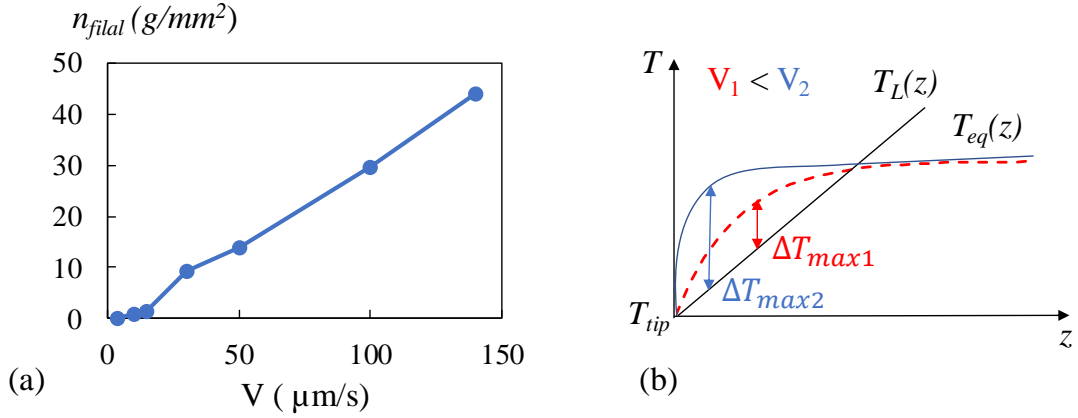 n_filal (g/mm²)
50
40
30
20
10
0
0 50 100 150
V ( µm/s)
(a)
T
V₁ < V₂
T_L(z)
T_eq(z)
ΔT_max1
ΔT_max2
T_tip
z
(b)